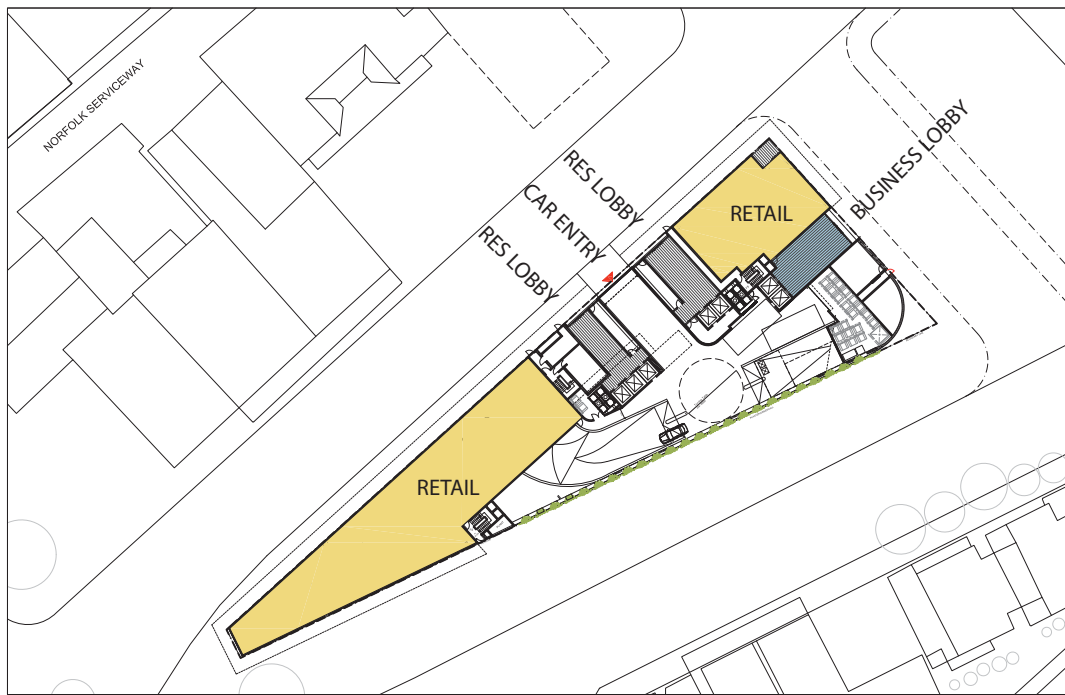 NORFOLK SERVICEWAY
RES LOBBY
CAR ENTRY
RES LOBBY
BUSINESS LOBBY
RETAIL
RETAIL